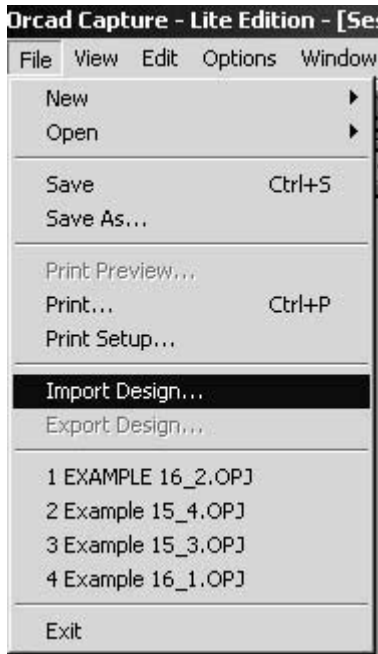 Orcad Capture - Lite Edition - [Se
File View Edit Options Window
New
Open
Save Ctrl+S
Save As...
Print Preview...
Print... Ctrl+P
Print Setup...
Import Design...
Export Design...
1 EXAMPLE 16_2.OPJ
2 Example 15_4.OPJ
3 Example 15_3.OPJ
4 Example 16_1.OPJ
Exit